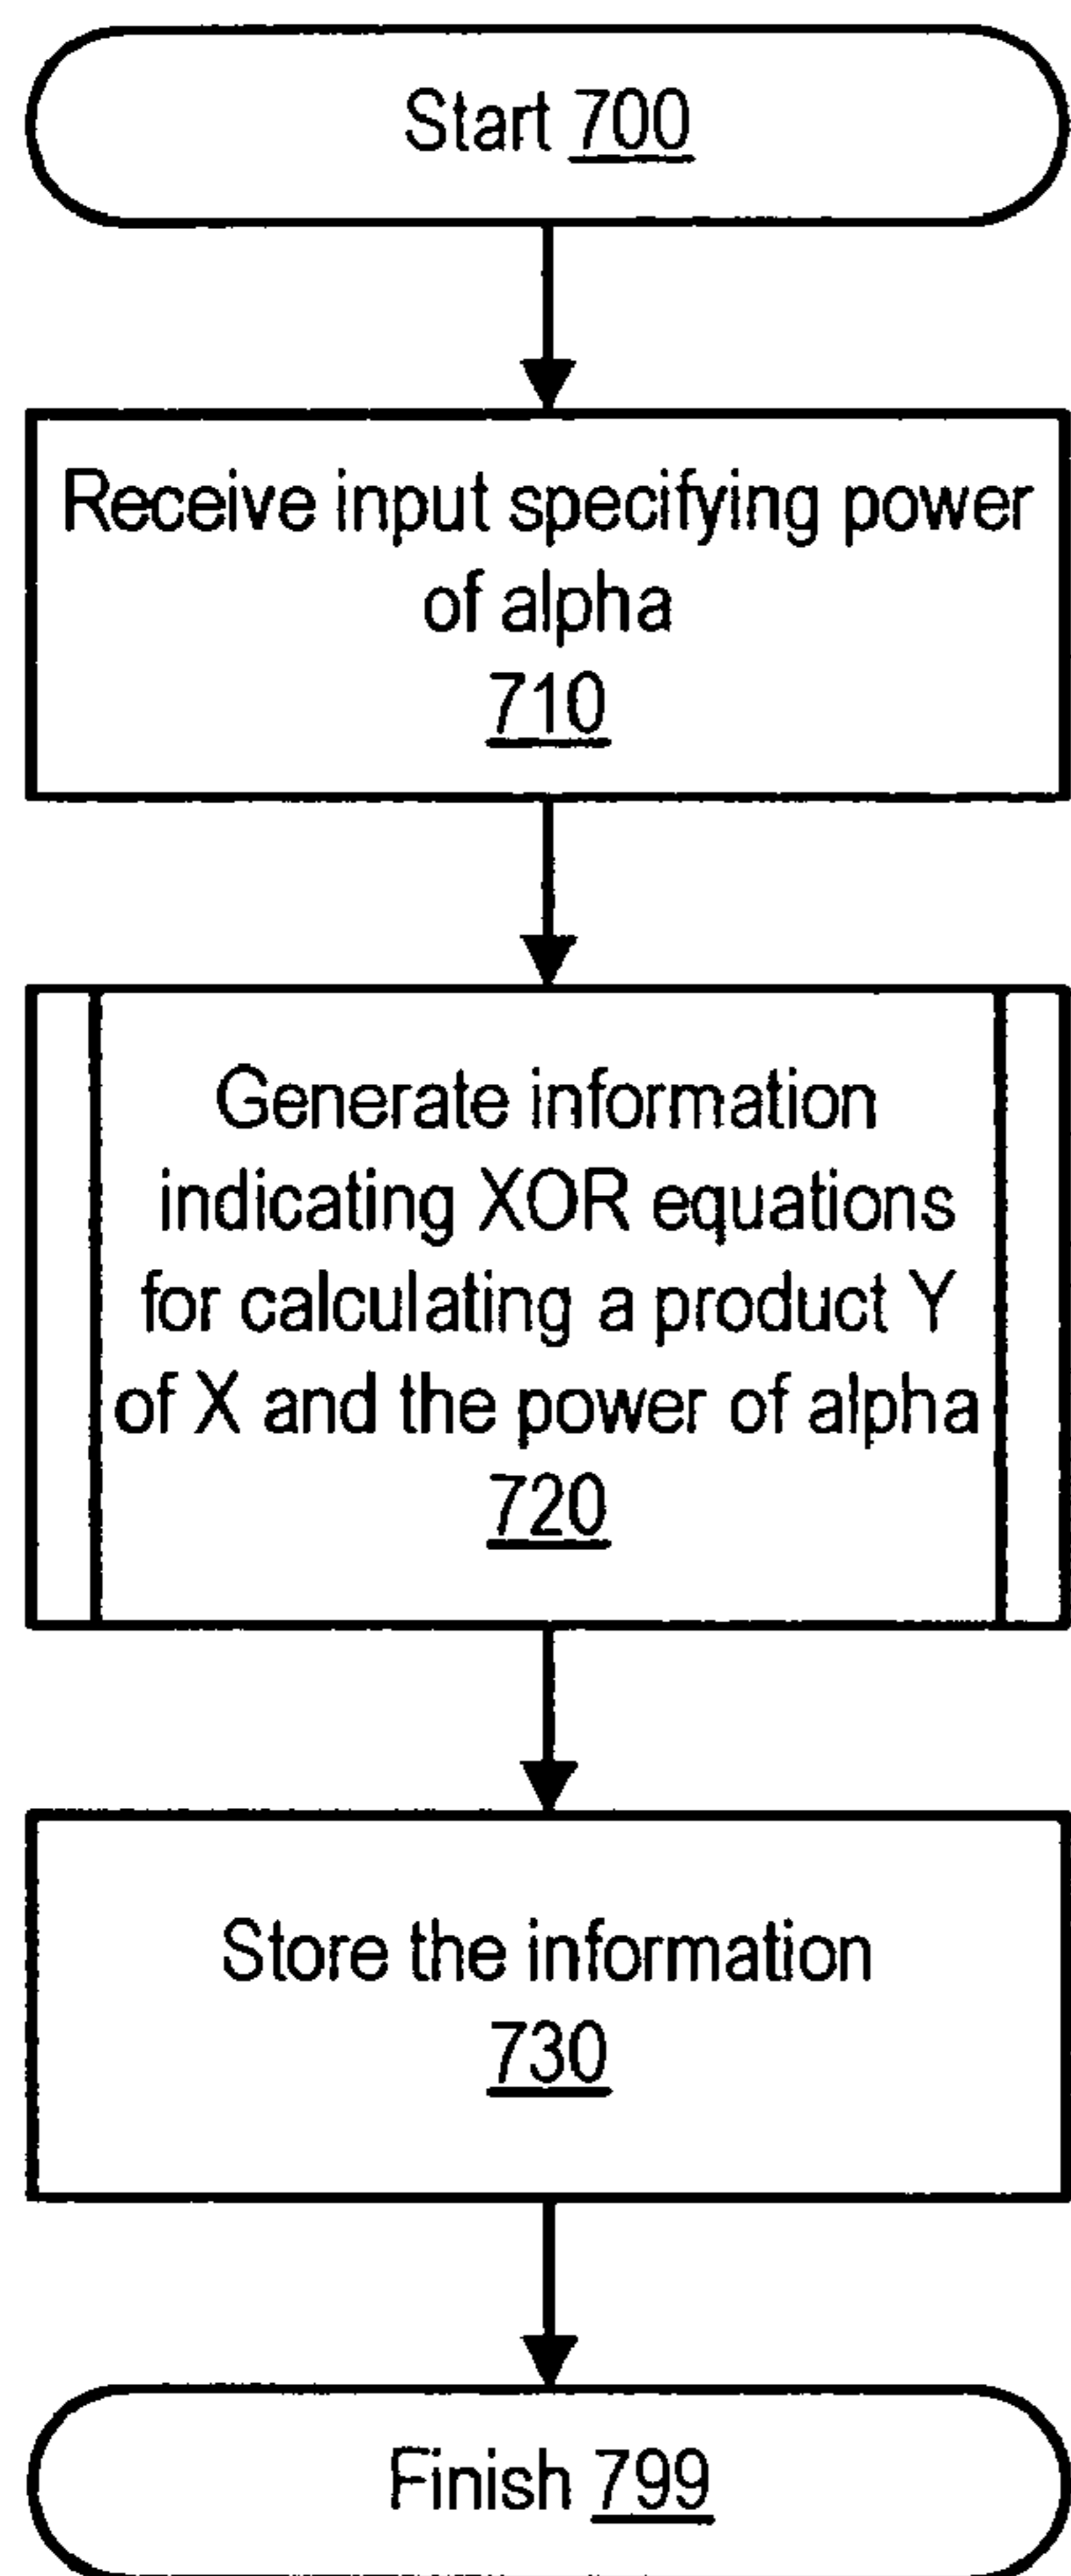 Start 700
Receive input specifying power
of alpha
710
Generate information
indicating XOR equations
for calculating a product Y
of X and the power of alpha
720
Store the information
730
Finish 799